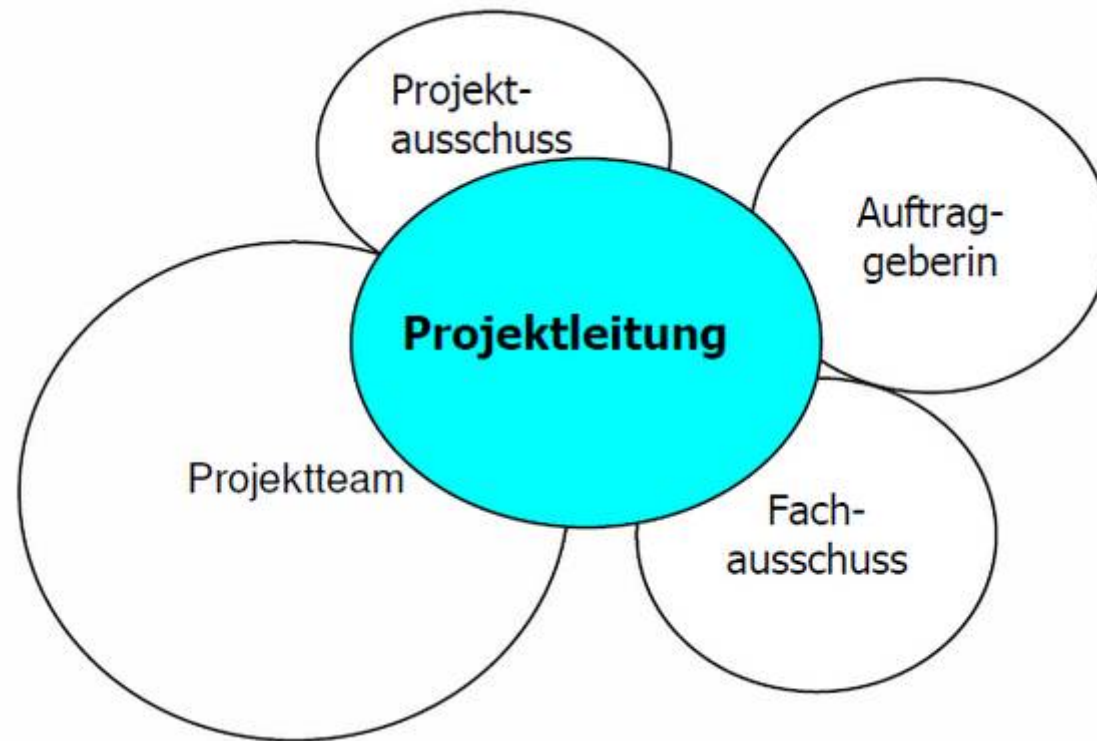 Projekt-
ausschuss
Auftrag-
geberin
Projektleitung
Projektteam
Fach-
ausschuss